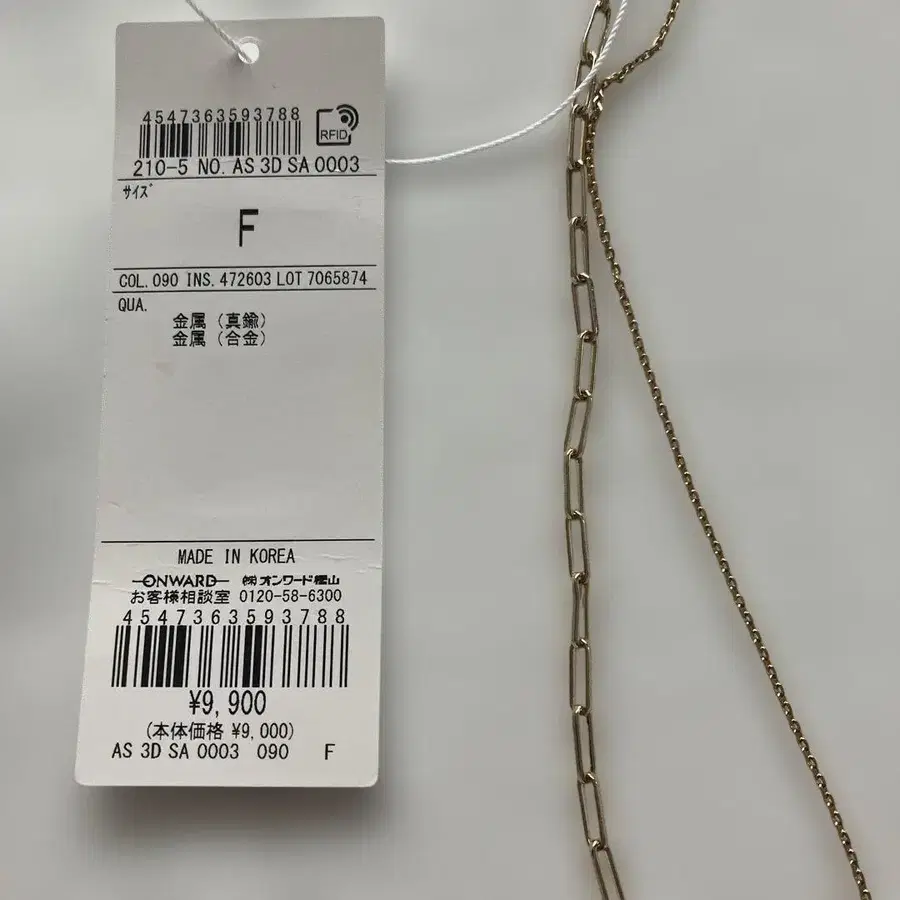 4547363593788
RFID
210-5 NO. AS 3D SA 0003
サイズ
F
COL. 090 INS. 472603 LOT 7065874
QUA.
金属（真鍮）
金属（合金）
MADE IN KOREA
ONWARD ㈱オンワード樫山
お客様相談室 0120-58-6300
4547363593788
¥9,900
(本体価格 ¥9,000)
AS 3D SA 0003 090 F